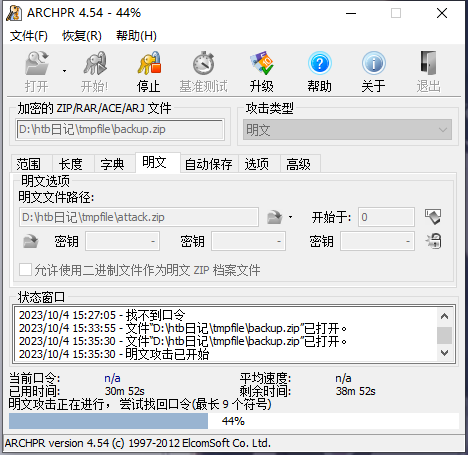 ARCHPR 4.54 - 44%
文件(F) 恢复(R) 帮助(H)
打开 开始! 停止 基准测试 升级 帮助 关于 退出
加密的 ZIP/RAR/ACE/ARJ 文件 攻击类型
D:\htb日记\tmpfile\backup.zip 明文
范围 长度 字典 明文 自动保存 选项 高级
明文选项
明文文件路径:
D:\htb日记\tmpfile\attack.zip 开始于: 0
密钥 - 密钥 - 密钥 -
允许使用二进制文件作为明文 ZIP 档案文件
状态窗口
2023/10/4 15:27:05 - 找不到口令
2023/10/4 15:33:55 - 文件“D:\htb日记\tmpfile\backup.zip”已打开。
2023/10/4 15:35:30 - 文件“D:\htb日记\tmpfile\backup.zip”已打开。
2023/10/4 15:35:30 - 明文攻击已开始
当前口令: n/a 平均速度: n/a
已用时间: 30m 52s 剩余时间: 38m 52s
明文攻击正在进行，尝试找回口令(最长 9 个符号)
44%
ARCHPR version 4.54 (c) 1997-2012 ElcomSoft Co. Ltd.